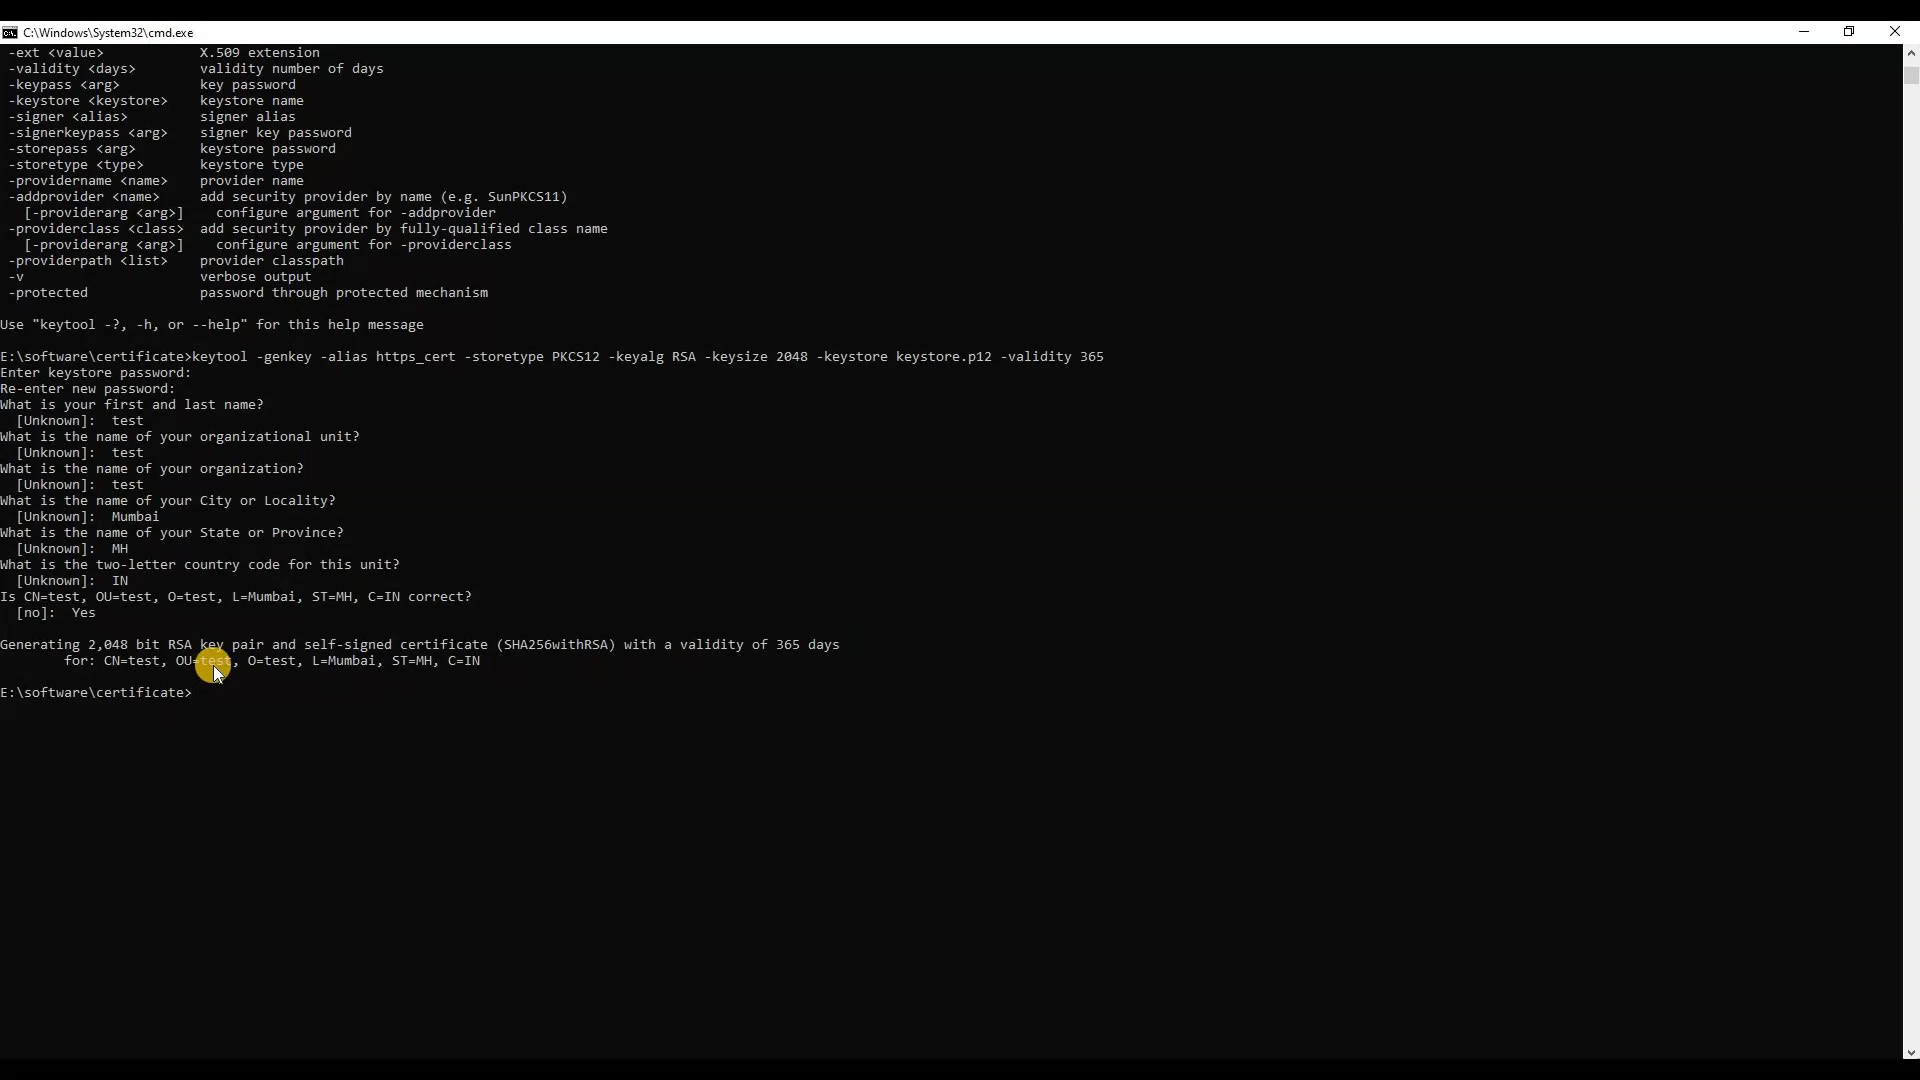 C:\Windows\System32\cmd.exe
-ext <value>            X.509 extension
-validity <days>        validity number of days
-keypass <arg>          key password
-keystore <keystore>    keystore name
-signer <alias>         signer alias
-signerkeypass <arg>    signer key password
-storepass <arg>        keystore password
-storetype <type>       keystore type
-providername <name>    provider name
-addprovider <name>     add security provider by name (e.g. SunPKCS11)
  [-providerarg <arg>]    configure argument for -addprovider
-providerclass <class>  add security provider by fully-qualified class name
  [-providerarg <arg>]    configure argument for -providerclass
-providerpath <list>    provider classpath
-v                      verbose output
-protected              password through protected mechanism
Use "keytool -?, -h, or --help" for this help message
E:\software\certificate>keytool -genkey -alias https_cert -storetype PKCS12 -keyalg RSA -keysize 2048 -keystore keystore.p12 -validity 365
Enter keystore password:
Re-enter new password:
What is your first and last name?
  [Unknown]:  test
What is the name of your organizational unit?
  [Unknown]:  test
What is the name of your organization?
  [Unknown]:  test
What is the name of your City or Locality?
  [Unknown]:  Mumbai
What is the name of your State or Province?
  [Unknown]:  MH
What is the two-letter country code for this unit?
  [Unknown]:  IN
Is CN=test, OU=test, O=test, L=Mumbai, ST=MH, C=IN correct?
  [no]:  Yes
Generating 2,048 bit RSA key pair and self-signed certificate (SHA256withRSA) with a validity of 365 days
        for: CN=test, OU=test, O=test, L=Mumbai, ST=MH, C=IN
E:\software\certificate>